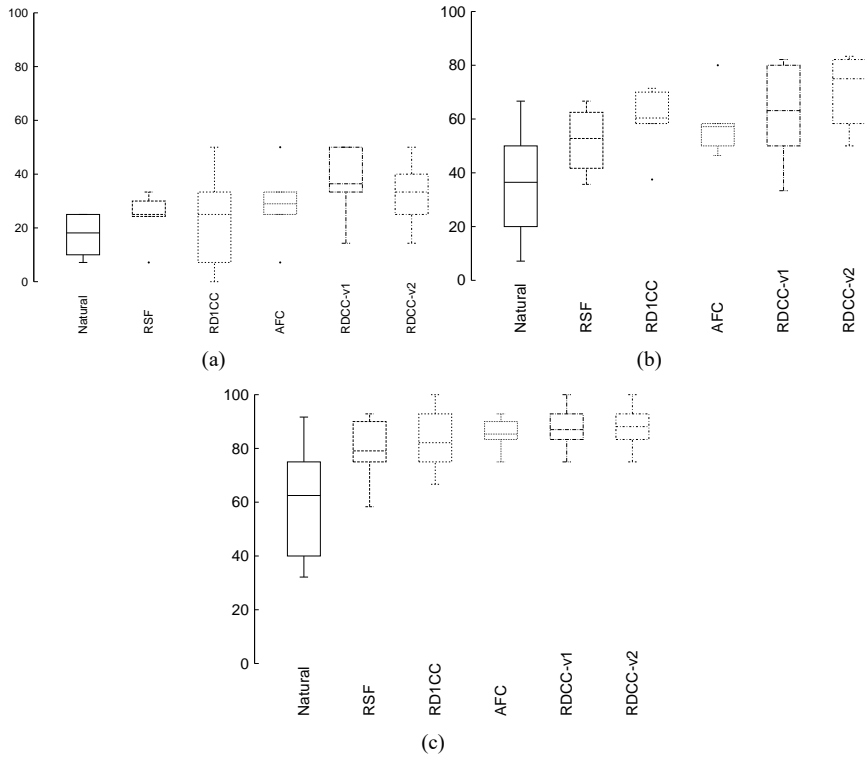 100
80
60
40
20
0
Natural
RSF
RD1CC
AFC
RDCC-v1
RDCC-v2
(a)
100
80
60
40
20
0
Natural
RSF
RD1CC
AFC
RDCC-v1
RDCC-v2
(b)
100
80
60
40
20
0
Natural
RSF
RD1CC
AFC
RDCC-v1
RDCC-v2
(c)